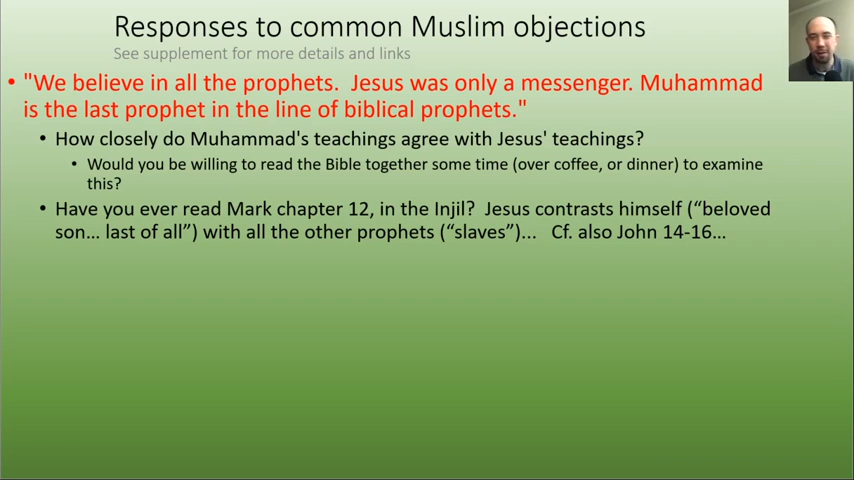 Responses to common Muslim objections
See supplement for more details and links
• "We believe in all the prophets. Jesus was only a messenger. Muhammad
is the last prophet in the line of biblical prophets."
• How closely do Muhammad's teachings agree with Jesus' teachings?
• Would you be willing to read the Bible together some time (over coffee, or dinner) to examine
this?
• Have you ever read Mark chapter 12, in the Injil? Jesus contrasts himself (“beloved
son… last of all”) with all the other prophets (“slaves”)... Cf. also John 14-16…